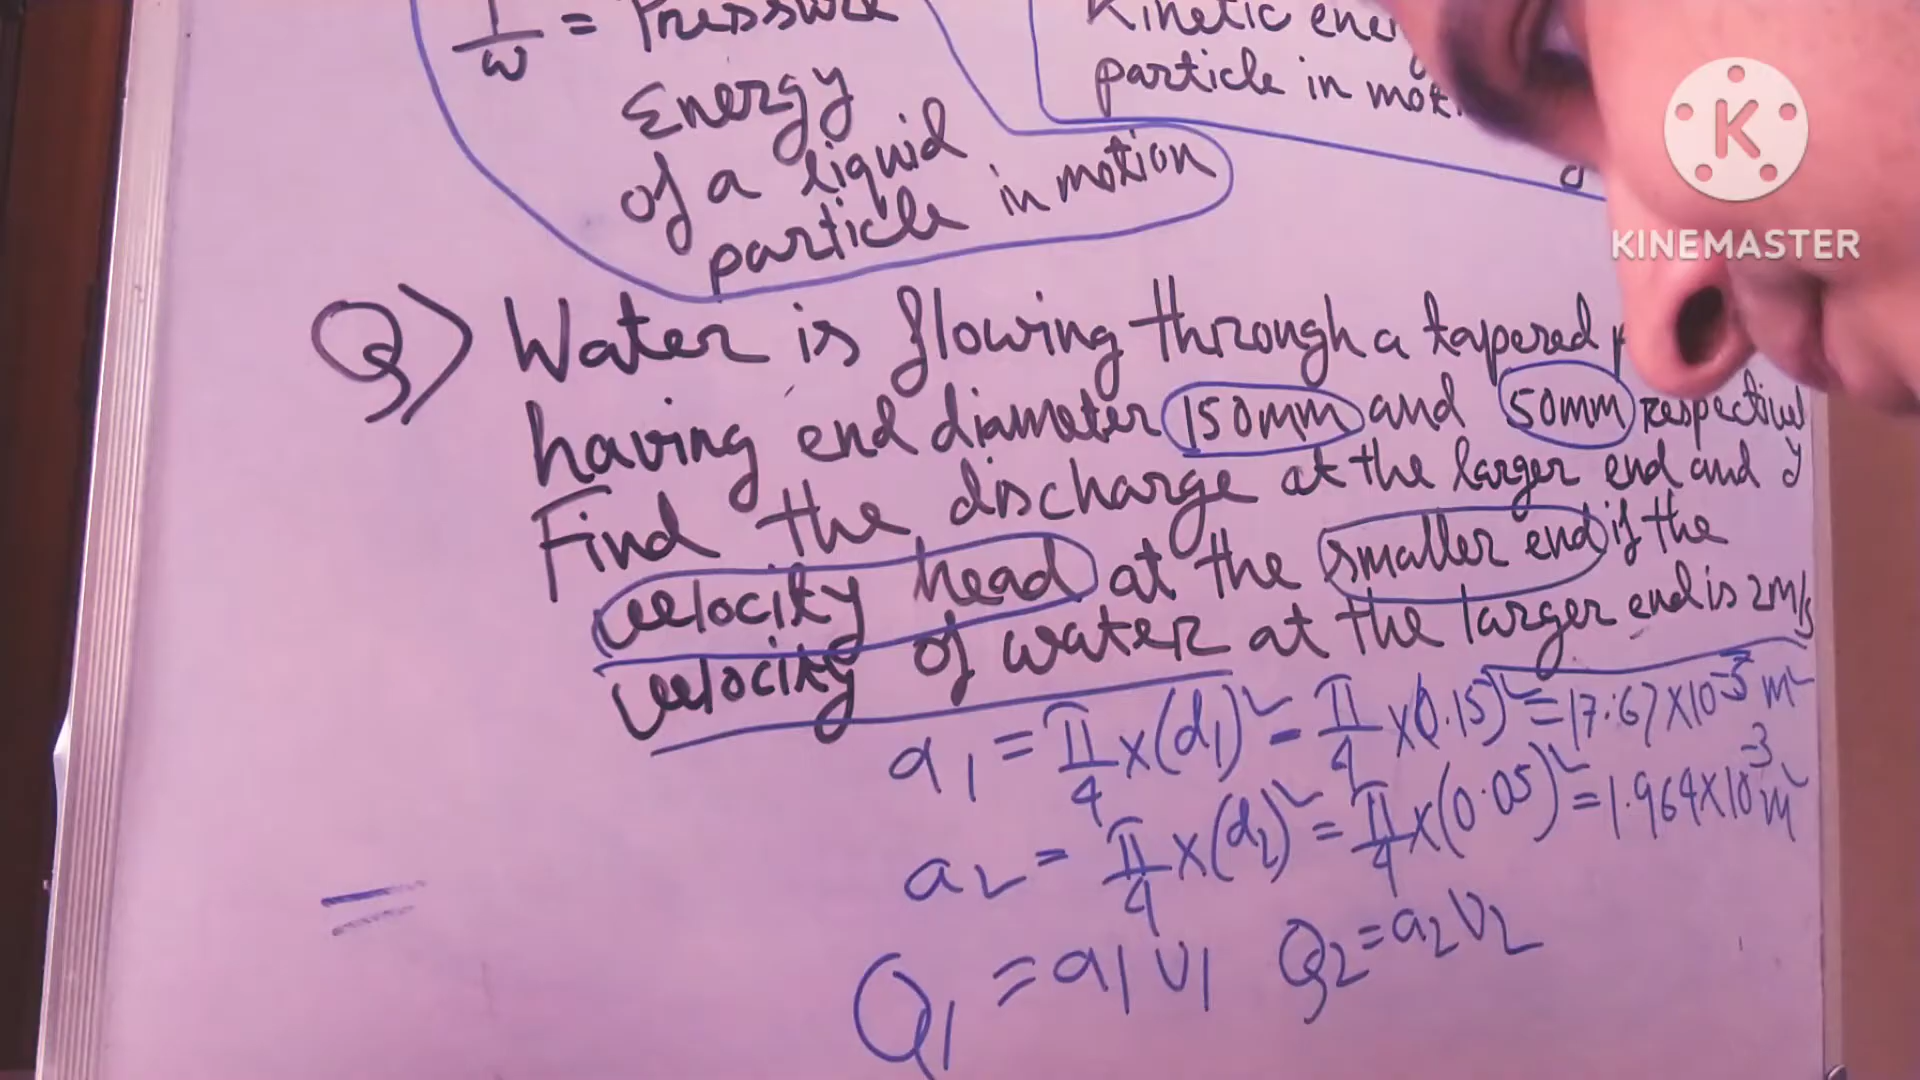 1/w = Pressure
Energy
of a liquid
particle in motion
Kinetic
particle in
KINEMASTER
Q) Water is flowing through a tapered
having end diameter 150mm and 50mm
Find the discharge at the larger end and
velocity head at the smaller end if the
velocity of water at the larger end is 2m/s
a1 = π/4 × (d1)² = π/4 × (0.15)² = 17.67 × 10⁻³ m²
a2 = π/4 × (d2)² = π/4 × (0.05)² = 1.964 × 10⁻³ m²
Q1 = a1 v1 Q2 = a2 v2